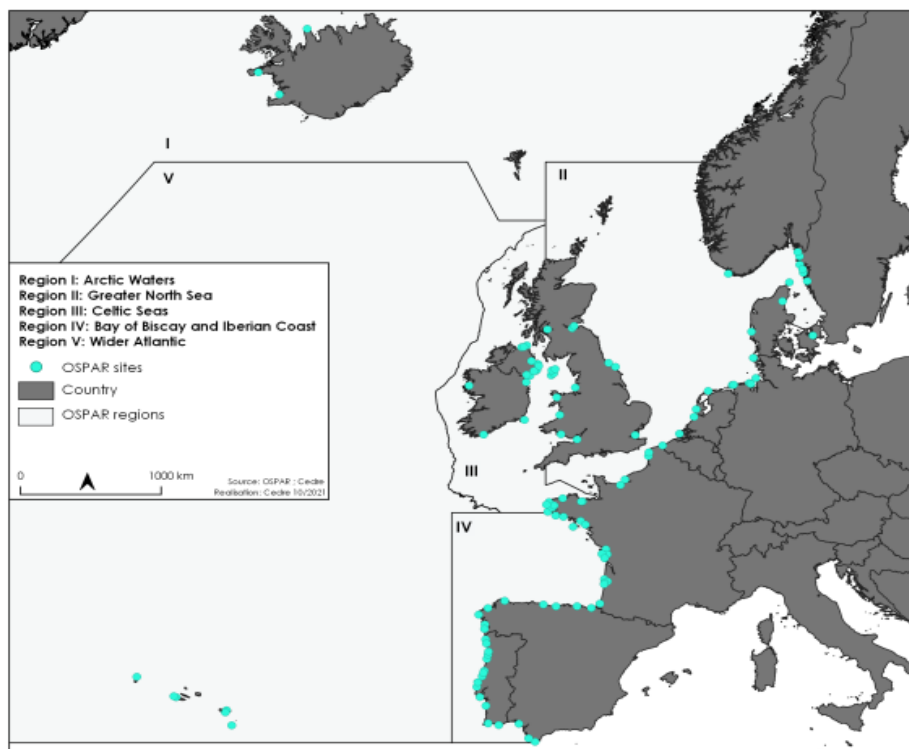 I
V
II
Region I: Arctic Waters
Region II: Greater North Sea
Region III: Celtic Seas
Region IV: Bay of Biscay and Iberian Coast
Region V: Wider Atlantic
OSPAR sites
Country
OSPAR regions
0 1000 km
Source: OSPAR ; Cedre
Realisation: Cedre 10/2021
III
IV